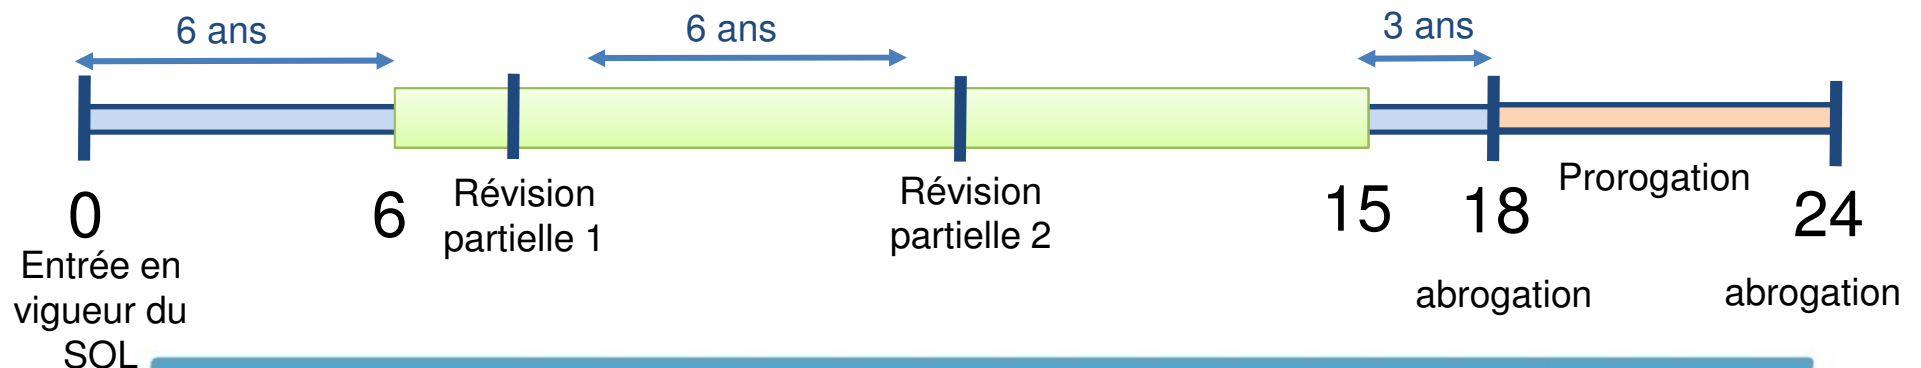 6 ans
6 ans
3 ans
0
6
Révision
partielle 1
Révision
partielle 2
15
18
Prorogation
24
Entrée en
vigueur du
SOL
abrogation
abrogation